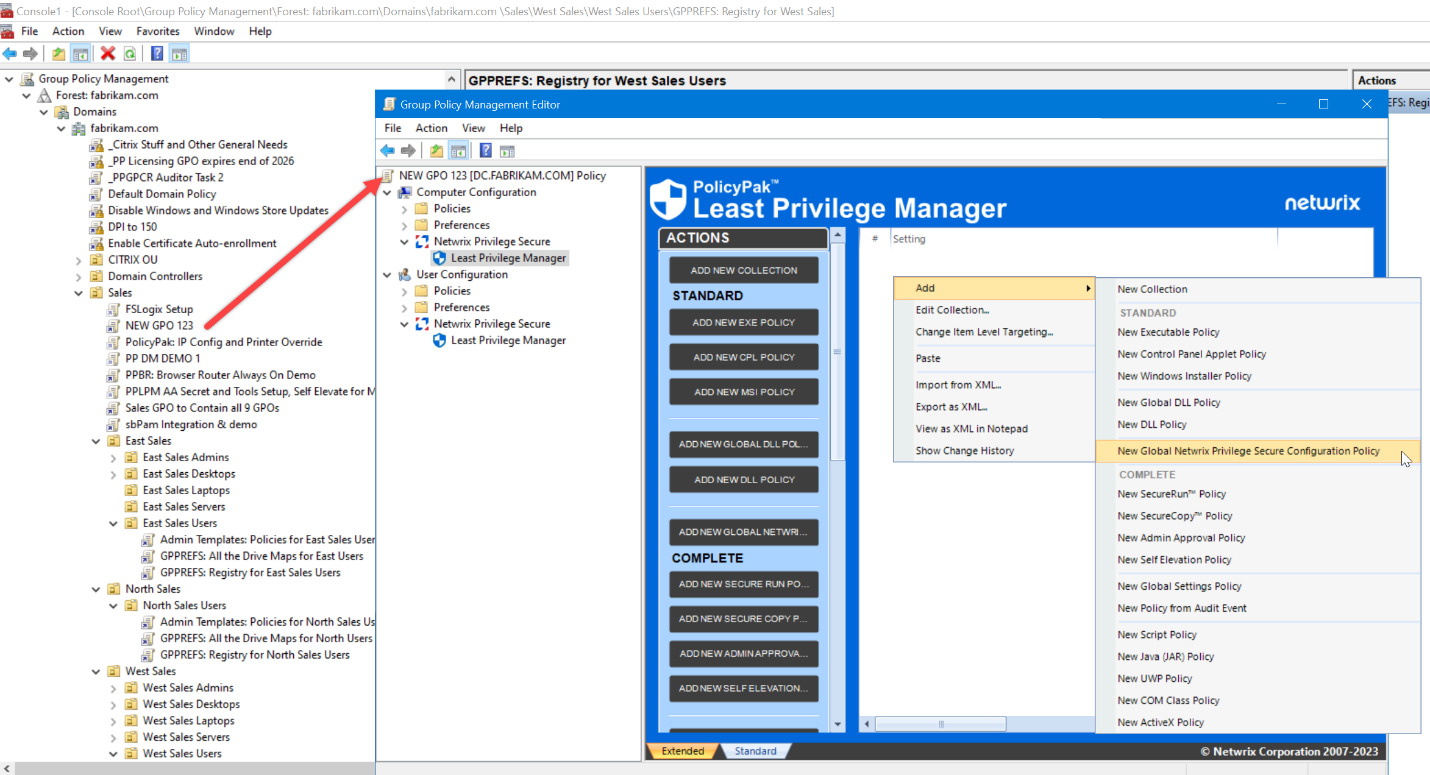 Console1 - [Console Root\Group Policy Management\Forest: fabrikam.com\Domains\fabrikam.com \Sales\West Sales\West Sales Users\GPPREFS: Registry for West Sales]
File Action View Favorites Window Help
Group Policy Management
Forest: fabrikam.com
Domains
fabrikam.com
_Citrix Stuff and Other General Needs
_PP Licensing GPO expires end of 2026
_PPGPCR Auditor Task 2
Default Domain Policy
Disable Windows and Windows Store Updates
DPI to 150
Enable Certificate Auto-enrollment
CITRIX OU
Domain Controllers
Sales
FSLogix Setup
NEW GPO 123
PolicyPak: IP Config and Printer Override
PP DM DEMO 1
PPBR: Browser Router Always On Demo
PPLPM AA Secret and Tools Setup, Self Elevate for M
Sales GPO to Contain all 9 GPOs
sbPam Integration & demo
East Sales
East Sales Admins
East Sales Desktops
East Sales Laptops
East Sales Servers
East Sales Users
Admin Templates: Policies for East Sales User
GPPREFS: All the Drive Maps for East Users
GPPREFS: Registry for East Sales Users
North Sales
North Sales Users
Admin Templates: Policies for North Sales Us
GPPREFS: All the Drive Maps for North Users
GPPREFS: Registry for North Sales Users
West Sales
West Sales Admins
West Sales Desktops
West Sales Laptops
West Sales Servers
West Sales Users
GPPREFS: Registry for West Sales Users
Actions
EFS: Regi
Group Policy Management Editor
File Action View Help
NEW GPO 123 [DC.FABRIKAM.COM] Policy
Computer Configuration
Policies
Preferences
Netwrix Privilege Secure
Least Privilege Manager
User Configuration
Policies
Preferences
Netwrix Privilege Secure
Least Privilege Manager
PolicyPak™
Least Privilege Manager
netwrix
ACTIONS
ADD NEW COLLECTION
STANDARD
ADD NEW EXE POLICY
ADD NEW CPL POLICY
ADD NEW MSI POLICY
ADD NEW GLOBAL DLL POL...
ADD NEW DLL POLICY
ADD NEW GLOBAL NETWRI...
COMPLETE
ADD NEW SECURE RUN PO...
ADD NEW SECURE COPY P...
ADD NEW ADMIN APPROVA...
ADD NEW SELF ELEVATION...
# Setting
Add
Edit Collection...
Change Item Level Targeting...
Paste
Import from XML...
Export as XML...
View as XML in Notepad
Show Change History
New Collection
STANDARD
New Executable Policy
New Control Panel Applet Policy
New Windows Installer Policy
New Global DLL Policy
New DLL Policy
New Global Netwrix Privilege Secure Configuration Policy
COMPLETE
New SecureRun™ Policy
New SecureCopy™ Policy
New Admin Approval Policy
New Self Elevation Policy
New Global Settings Policy
New Policy from Audit Event
New Script Policy
New Java (JAR) Policy
New UWP Policy
New COM Class Policy
New ActiveX Policy
Extended Standard
© Netwrix Corporation 2007-2023